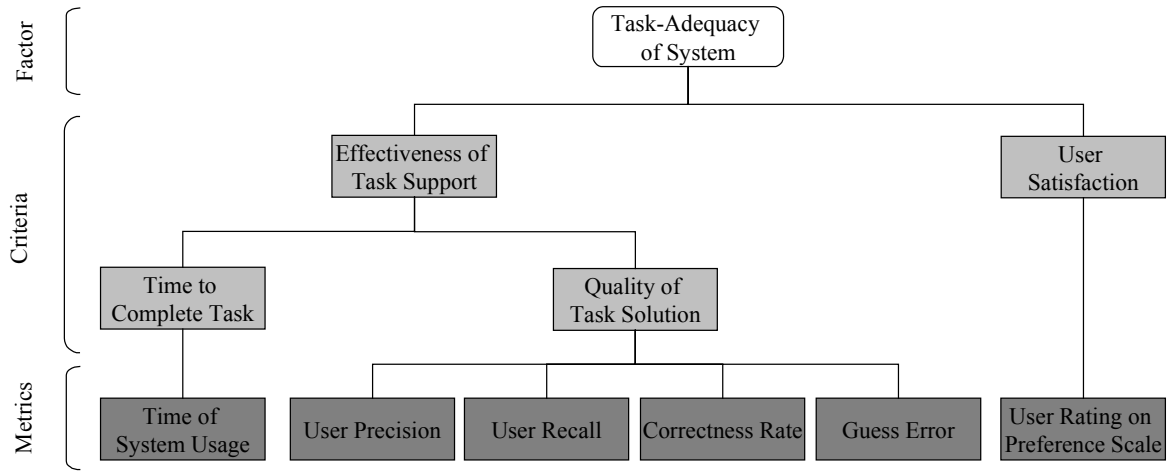 Factor
Task-Adequacy
of System
Criteria
Effectiveness of
Task Support
User
Satisfaction
Time to
Complete Task
Quality of
Task Solution
Metrics
Time of
System Usage
User Precision
User Recall
Correctness Rate
Guess Error
User Rating on
Preference Scale